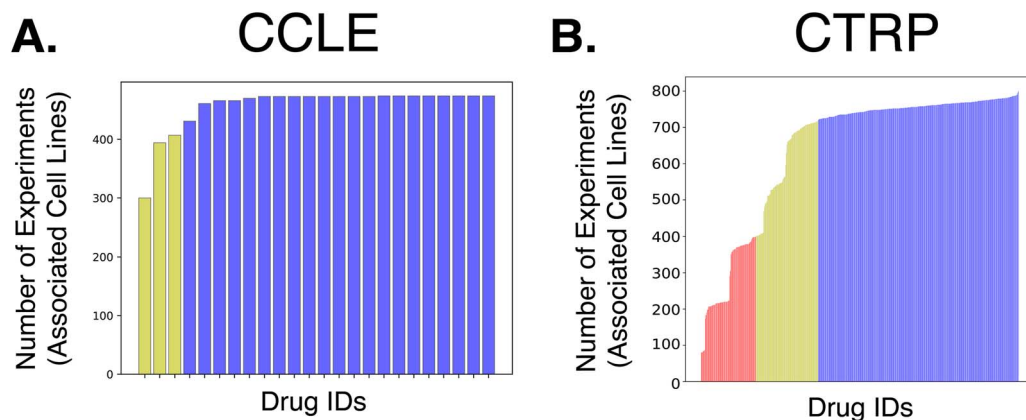 A.
CCLE
Number of Experiments
(Associated Cell Lines)
400
300
200
100
0
Drug IDs
B.
CTRP
Number of Experiments
(Associated Cell Lines)
800
700
600
500
400
300
200
100
0
Drug IDs